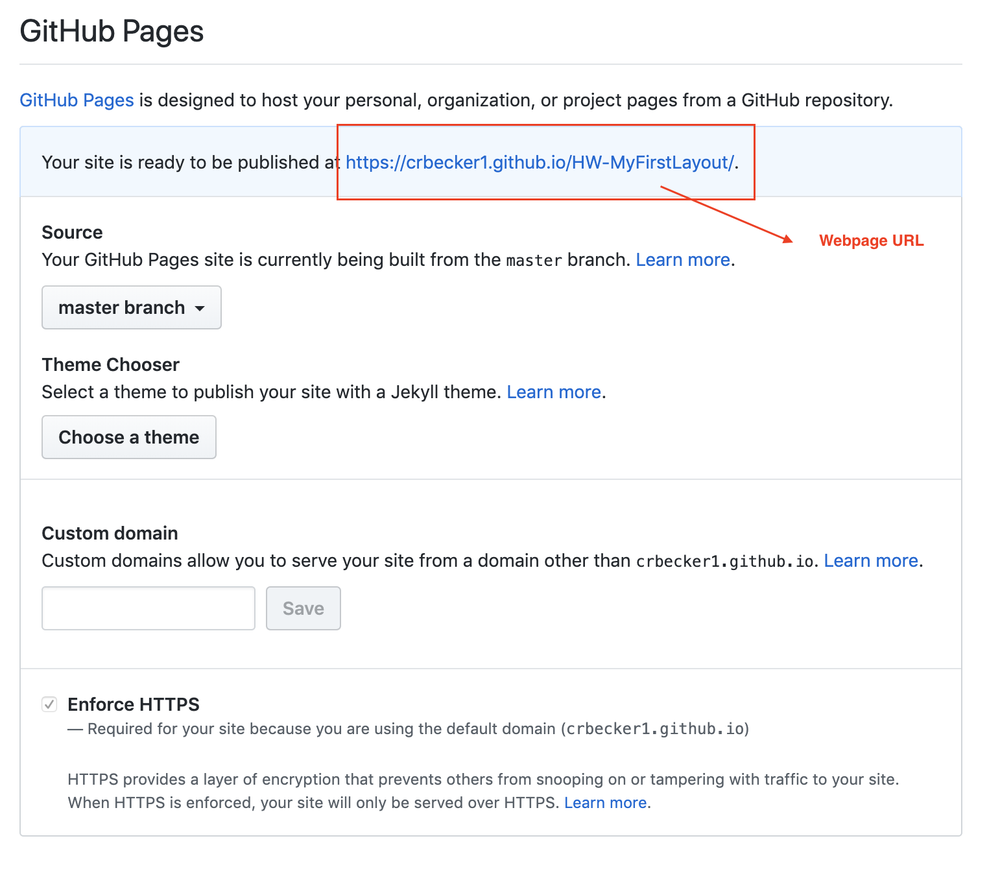 GitHub Pages
GitHub Pages is designed to host your personal, organization, or project pages from a GitHub repository.
Your site is ready to be published at https://crbecker1.github.io/HW-MyFirstLayout/.
Webpage URL
Source
Your GitHub Pages site is currently being built from the master branch. Learn more.
master branch
Theme Chooser
Select a theme to publish your site with a Jekyll theme. Learn more.
Choose a theme
Custom domain
Custom domains allow you to serve your site from a domain other than crbecker1.github.io. Learn more.
Save
Enforce HTTPS
— Required for your site because you are using the default domain (crbecker1.github.io)
HTTPS provides a layer of encryption that prevents others from snooping on or tampering with traffic to your site.
When HTTPS is enforced, your site will only be served over HTTPS. Learn more.